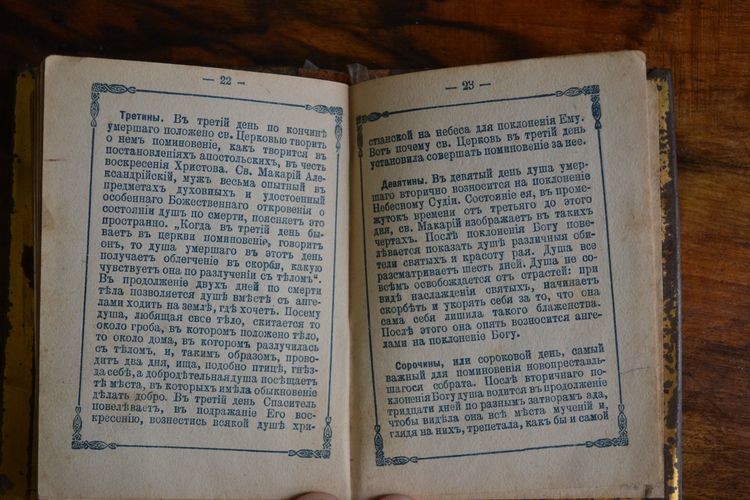 — 22 —
Третины. Въ третій день по кончинѣ
умершаго положено св. Церковью творить
о немъ поминовеніе, какъ творится въ
постановленіяхъ апостольскихъ, въ честь
воскресенія Христова. Св. Макарій Але-
ксандрійскій, мужъ весьма опытный въ
предметахъ духовныхъ и удостоенный
особеннаго Божественнаго откровенія о
состояніи душъ по смерти, поясняетъ это
пространно. „Когда въ третій день бы-
ваетъ въ церкви поминовеніе, говоритъ
онъ, то душа умершаго въ этотъ день
получаетъ облегченіе въ скорби, какую
чувствуетъ она по разлученіи съ тѣломъ“.
Въ продолженіе двухъ дней по смерти
тѣла позволяется душѣ вмѣстѣ съ анге-
лами ходить на землѣ, гдѣ хочетъ. Посему
душа, любящая свое тѣло, скитается то
около гроба, въ которомъ положено тѣло,
то около дома, въ которомъ разлучилась
съ тѣломъ, и, такимъ образомъ, прово-
дитъ два дня, ища, подобно птицѣ, гнѣз-
да себѣ, а добродѣтельная душа посѣщаетъ
тѣ мѣста, въ которыхъ имѣла обыкновеніе
дѣлать добро. Въ третій день Спаситель
повелѣваетъ, въ подражаніе Его вос-
кресенію, вознестись всякой душѣ хри-
— 23 —
стіанской на небеса для поклоненія Ему.
Вотъ почему св. Церковь въ третій день
установила совершать поминовеніе за нее.
Девятины. Въ девятый день душа умер-
шаго вторично возносится на поклоненіе
Небесному Судіи. Состояніе ея, въ проме-
жутокъ времени отъ третьяго до этого
дня, св. Макарій изображаетъ въ такихъ
чертахъ. Послѣ поклоненія Богу пове-
лѣвается показать душѣ различныя оби-
тели святыхъ и красоту рая. Душа все
разсматриваетъ шесть дней. Душа не со-
всѣмъ освобождается отъ страстей: при
видѣ наслажденія святыхъ, начинаетъ
скорбѣть и укорять себя за то, что она
сама себя лишила такого блаженства.
Послѣ этого она опять возносится анге-
лами на поклоненіе Богу.
Сорочины, или сороковой день, самый
важный для поминовенія новопреставль-
шагося собрата. Послѣ вторичнаго по-
клоненія Богу душа водится въ продолженіе
тридцати дней по разнымъ затворамъ ада,
чтобы видѣла она всѣ мѣста мученій и,
глядя на нихъ, трепетала, какъ бы и самой